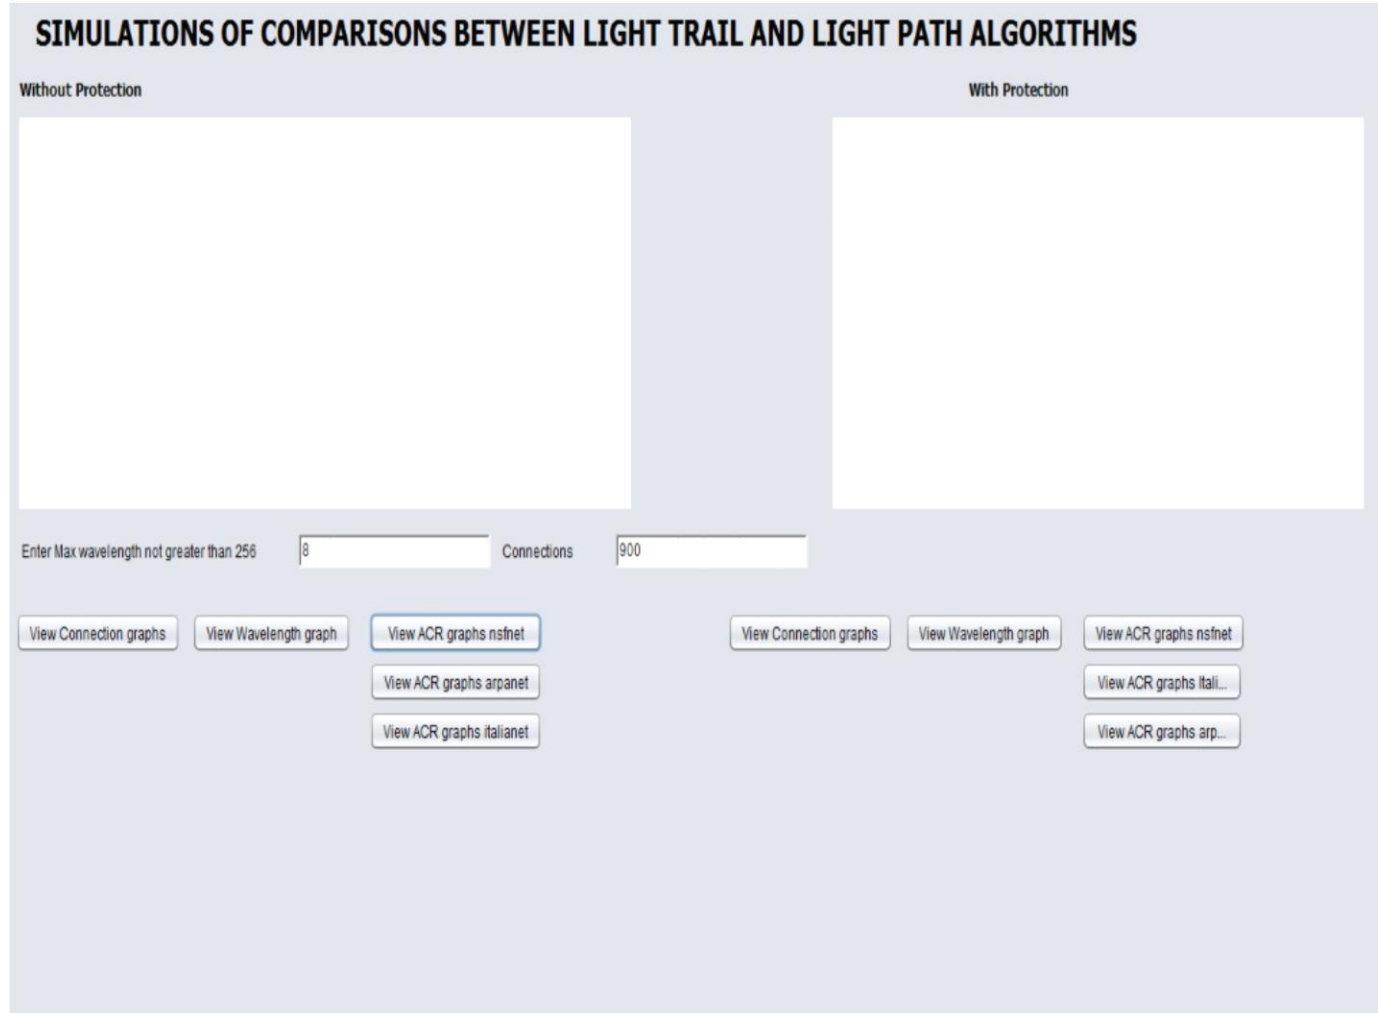 SIMULATIONS OF COMPARISONS BETWEEN LIGHT TRAIL AND LIGHT PATH ALGORITHMS
Without Protection
With Protection
Enter Max wavelength not greater than 256
8
Connections
900
View Connection graphs
View Wavelength graph
View ACR graphs nsfnet
View Connection graphs
View Wavelength graph
View ACR graphs nsfnet
View ACR graphs arpanet
View ACR graphs Itali...
View ACR graphs italianet
View ACR graphs arp...